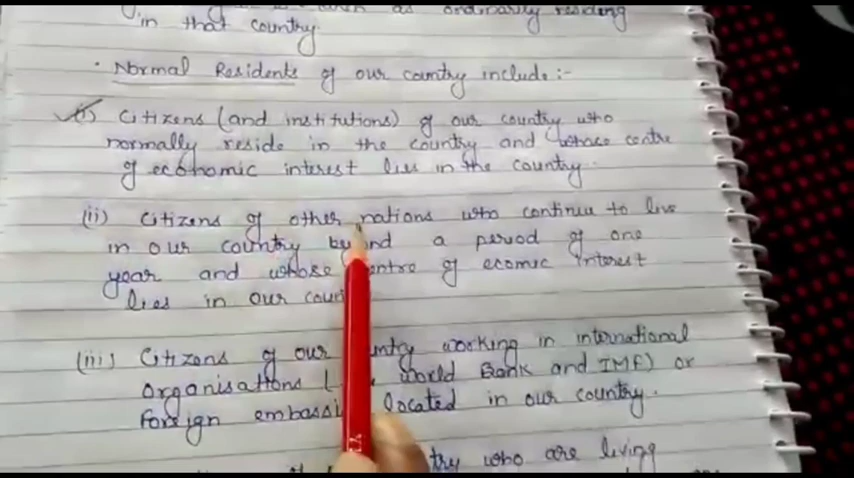 as ordinarily residing
in that country.
· Normal Residents of our country include:-
(i) Citizens (and institutions) of our country who
normally reside in the country and whose centre
of economic interest lies in the country.
(ii) Citizens of other nations who continue to live
in our country beyond a period of one
year and whose centre of ecomic interest
lies in our
(iii) Citizens of our working in international
Organisations ( World Bank and IMF) or
foreign located in our country.
who are living